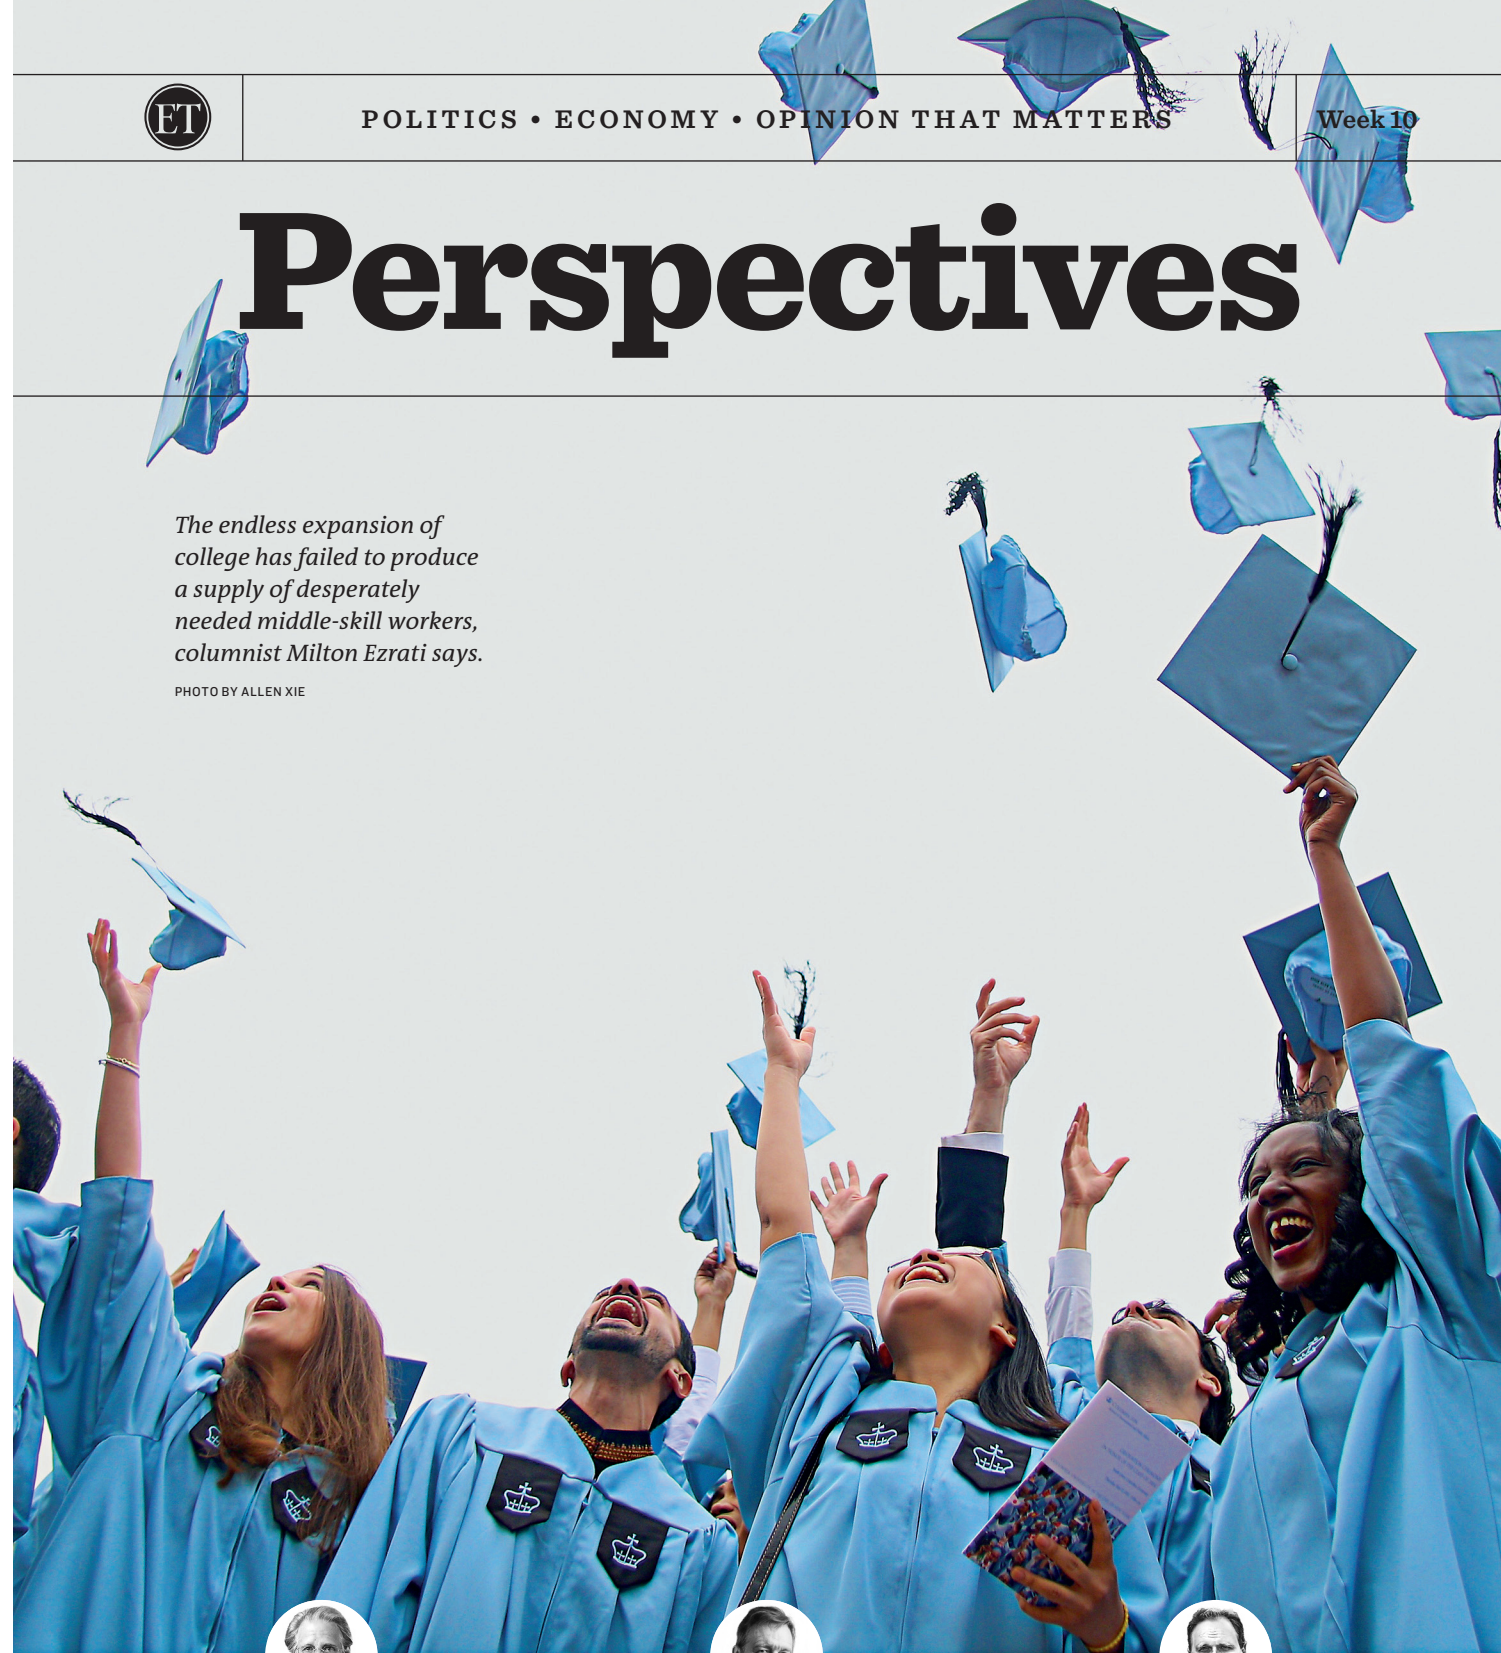 ET
POLITICS • ECONOMY • OPINION THAT MATTERS
Week 10
Perspectives
The endless expansion of
college has failed to produce
a supply of desperately
needed middle-skill workers,
columnist Milton Ezrati says.
PHOTO BY ALLEN XIE